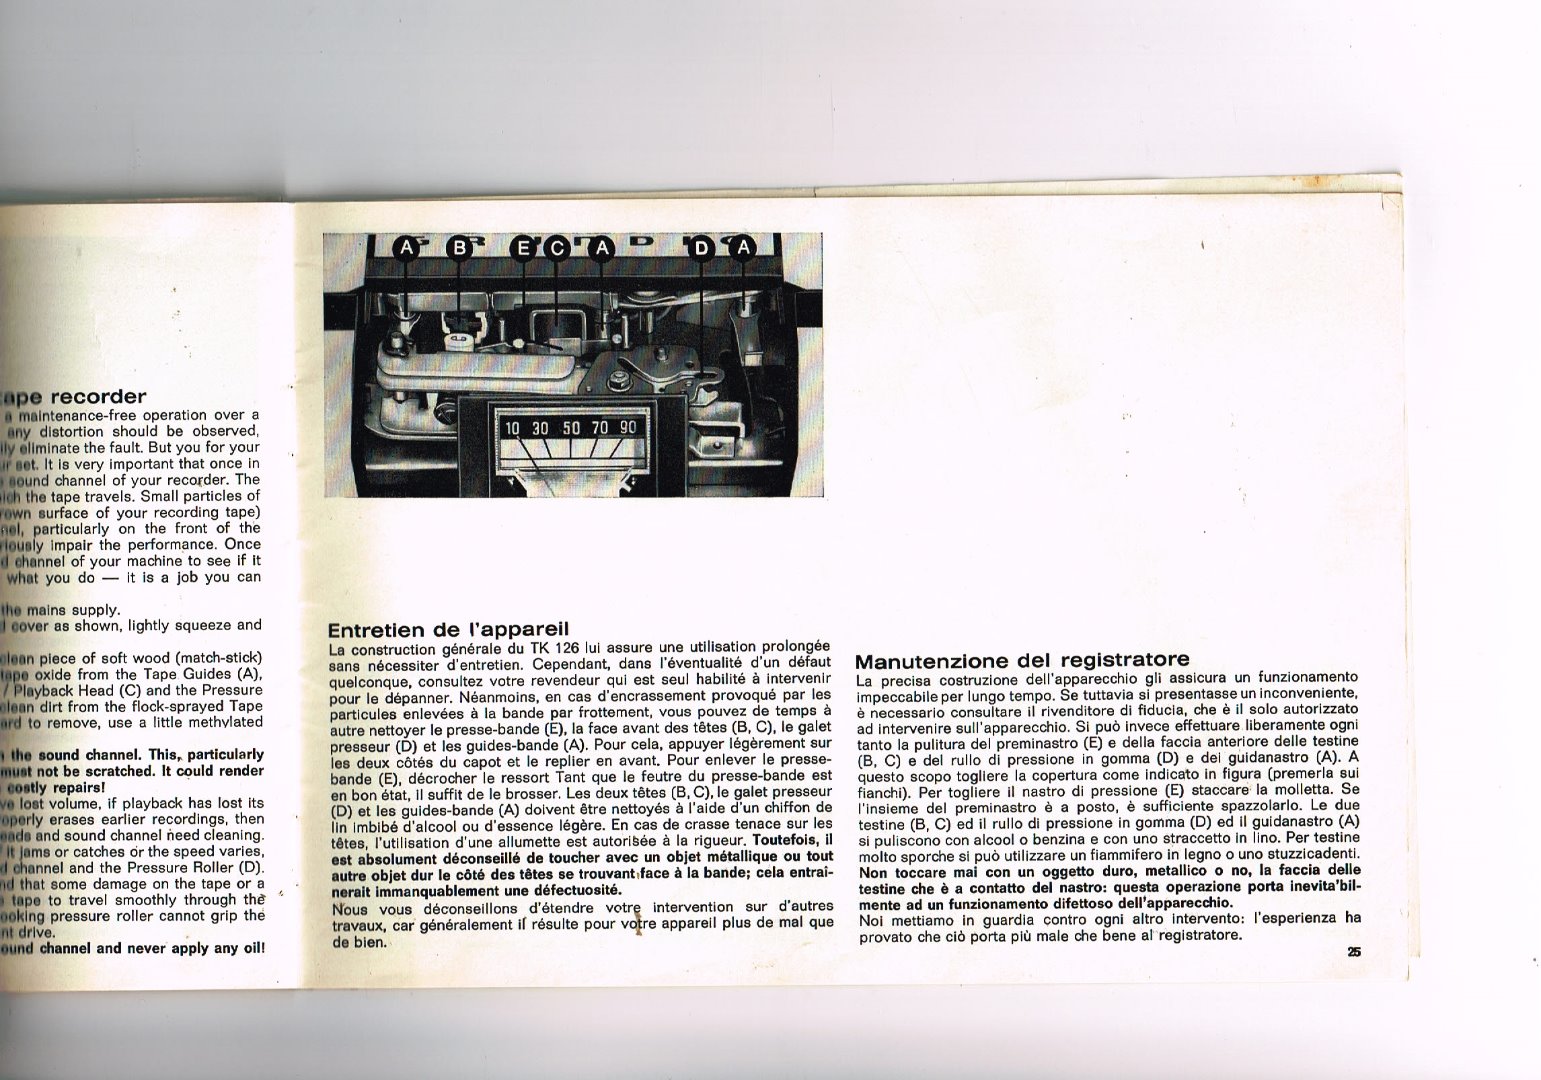 ape recorder
a maintenance-free operation over a
any distortion should be observed,
eliminate the fault. But you for your
set. It is very important that once in
sound channel of your recorder. The
the tape travels. Small particles of
surface of your recording tape)
particularly on the front of the
impair the performance. Once
channel of your machine to see if it
what you do — it is a job you can
the mains supply.
cover as shown, lightly squeeze and
clean piece of soft wood (match-stick)
oxide from the Tape Guides (A),
/ Playback Head (C) and the Pressure
clean dirt from the flock-sprayed Tape
to remove, use a little methylated
the sound channel. This, particularly
must not be scratched. It could render
costly repairs!
lost volume, if playback has lost its
erases earlier recordings, then
and sound channel need cleaning.
it jams or catches or the speed varies,
channel and the Pressure Roller (D).
that some damage on the tape or a
tape to travel smoothly through the
pressure roller cannot grip the
drive.
channel and never apply any oil!
A B E C A D A
10 30 50 70 90
Entretien de l'appareil
La construction générale du TK 126 lui assure une utilisation prolongée
sans nécessiter d'entretien. Cependant, dans l'éventualité d'un défaut
quelconque, consultez votre revendeur qui est seul habilité à intervenir
pour le dépanner. Néanmoins, en cas d'encrassement provoqué par les
particules enlevées à la bande par frottement, vous pouvez de temps à
autre nettoyer le presse-bande (E), la face avant des têtes (B, C), le galet
presseur (D) et les guides-bande (A). Pour cela, appuyer légèrement sur
les deux côtés du capot et le replier en avant. Pour enlever le presse-
bande (E), décrocher le ressort Tant que le feutre du presse-bande est
en bon état, il suffit de le brosser. Les deux têtes (B, C), le galet presseur
(D) et les guides-bande (A) doivent être nettoyés à l'aide d'un chiffon de
lin imbibé d'alcool ou d'essence légère. En cas de crasse tenace sur les
têtes, l'utilisation d'une allumette est autorisée à la rigueur. Toutefois, il
est absolument déconseillé de toucher avec un objet métallique ou tout
autre objet dur le côté des têtes se trouvant face à la bande; cela entraî-
nerait immanquablement une défectuosité.
Nous vous déconseillons d'étendre votre intervention sur d'autres
travaux, car généralement il résulte pour votre appareil plus de mal que
de bien.
Manutenzione del registratore
La precisa costruzione dell'apparecchio gli assicura un funzionamento
impeccabile per lungo tempo. Se tuttavia si presentasse un inconveniente,
è necessario consultare il rivenditore di fiducia, che è il solo autorizzato
ad intervenire sull'apparecchio. Si può invece effettuare liberamente ogni
tanto la pulitura del preminastro (E) e della faccia anteriore delle testine
(B, C) e del rullo di pressione in gomma (D) e dei guidanastro (A). A
questo scopo togliere la copertura come indicato in figura (premerla sui
fianchi). Per togliere il nastro di pressione (E) staccare la molletta. Se
l'insieme del preminastro è a posto, è sufficiente spazzolarlo. Le due
testine (B, C) ed il rullo di pressione in gomma (D) ed il guidanastro (A)
si puliscono con alcool o benzina e con uno straccetto in lino. Per testine
molto sporche si può utilizzare un fiammifero in legno o uno stuzzicadenti.
Non toccare mai con un oggetto duro, metallico o no, la faccia delle
testine che è a contatto del nastro: questa operazione porta inevita'bil-
mente ad un funzionamento difettoso dell'apparecchio.
Noi mettiamo in guardia contro ogni altro intervento: l'esperienza ha
provato che ciò porta più male che bene al registratore.
25